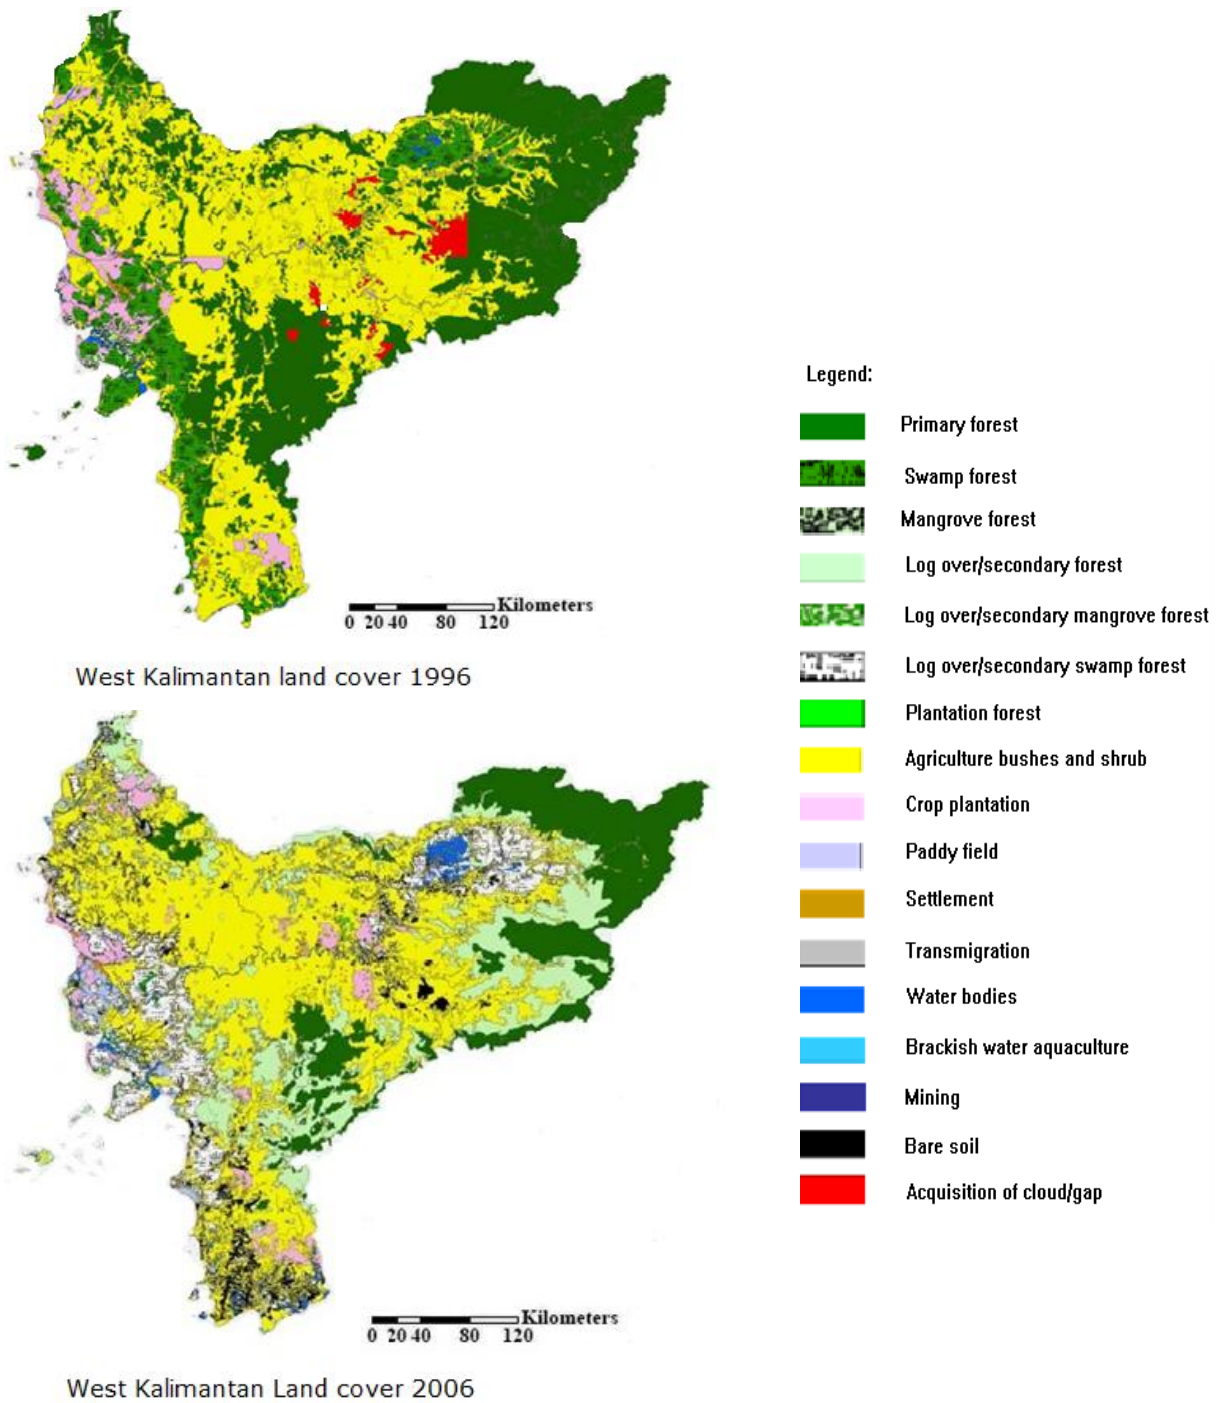 Kilometers
0 20 40 80 120
West Kalimantan land cover 1996
Legend:
Primary forest
Swamp forest
Mangrove forest
Log over/secondary forest
Log over/secondary mangrove forest
Log over/secondary swamp forest
Plantation forest
Agriculture bushes and shrub
Crop plantation
Paddy field
Settlement
Transmigration
Water bodies
Brackish water aquaculture
Mining
Bare soil
Acquisition of cloud/gap
Kilometers
0 20 40 80 120
West Kalimantan Land cover 2006